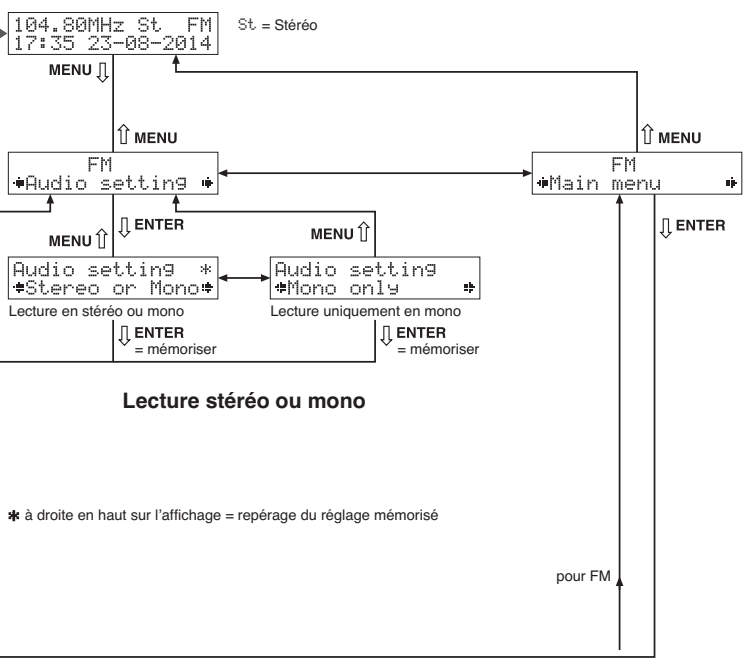 104.80MHz St FM
17:35 23-08-2014
St = Stéréo
MENU
MENU
MENU
FM
Audio setting
FM
Main menu
ENTER
ENTER
MENU
MENU
Audio setting *
Stereo or Mono
Audio setting
Mono only
Lecture en stéréo ou mono
Lecture uniquement en mono
ENTER
= mémoriser
ENTER
= mémoriser
Lecture stéréo ou mono
* à droite en haut sur l'affichage = repérage du réglage mémorisé
pour FM